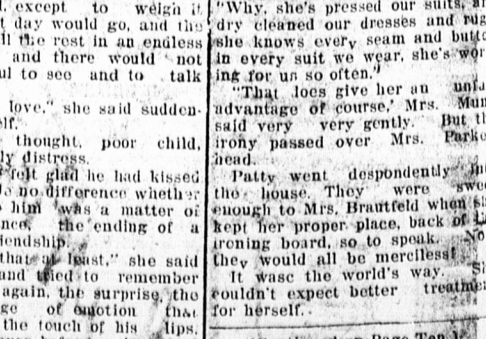 except to weigh it
t day would go, and the
ll the rest in an endless
and there would not
ul to see and to talk
love," she said sudden-
elf.
thought, poor child,
ly distress.
felt glad he had kissed
no difference whether
him was a matter of
nce, the ending of a
iendship.
that at least," she said
and tried to remember
again, the surprise, the
ge of emotion that
the touch of his lips.
"Why, she's pressed our suits, an
dry cleaned our dresses and rug
she knows every seam and butto
in every suit we wear, she's wor
ing for us so often."
"That does give her an unfa
advantage of course,' Mrs. Mun
said very very gently. But th
irony passed over Mrs. Parke
head.
Patty went despondently in
the house. They were swee
enough to Mrs. Brautfeld when s
kept her proper place, back of
ironing board, so to speak. No
they would all be merciless!
It wasc the world's way. S
couldn't expect better treatme
for herself.